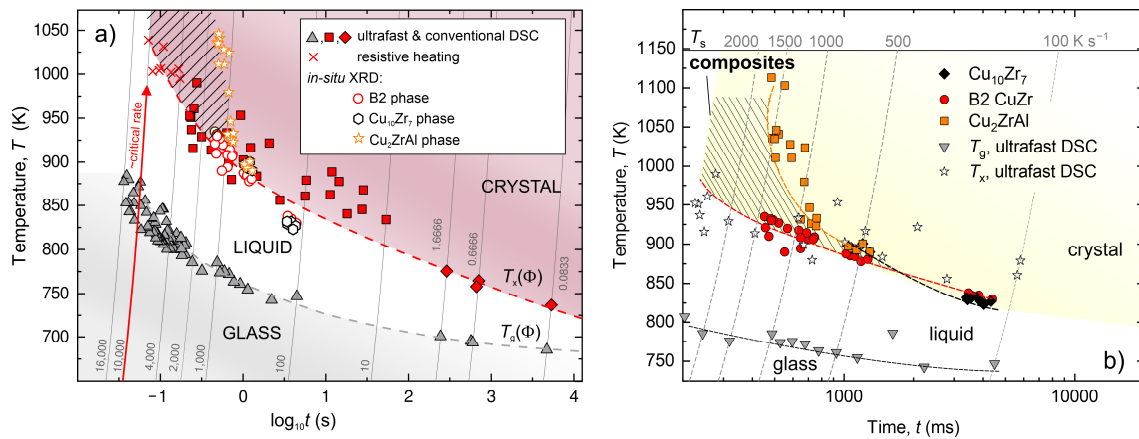 a)
ultrafast & conventional DSC
resistive heating
in-situ XRD:
B2 phase
Cu10Zr7 phase
Cu2ZrAl phase
1075
1050
1000
950
900
850
800
750
700
Temperature, T (K)
~critical rate
CRYSTAL
LIQUID
GLASS
Tx(Φ)
Tg(Φ)
16,000
10,000
4,000
2,000
1,000
100
10
1.6666
0.6666
0.0833
−1
0
1
2
3
4
log10t (s)
1150
1100
1050
1000
950
900
850
800
750
Temperature, T (K)
Ts
2000
1500
1000
500
100 K s−1
composites
Cu10Zr7
B2 CuZr
Cu2ZrAl
Tg, ultrafast DSC
Tx, ultrafast DSC
crystal
liquid
glass
b)
1000
10000
Time, t (ms)